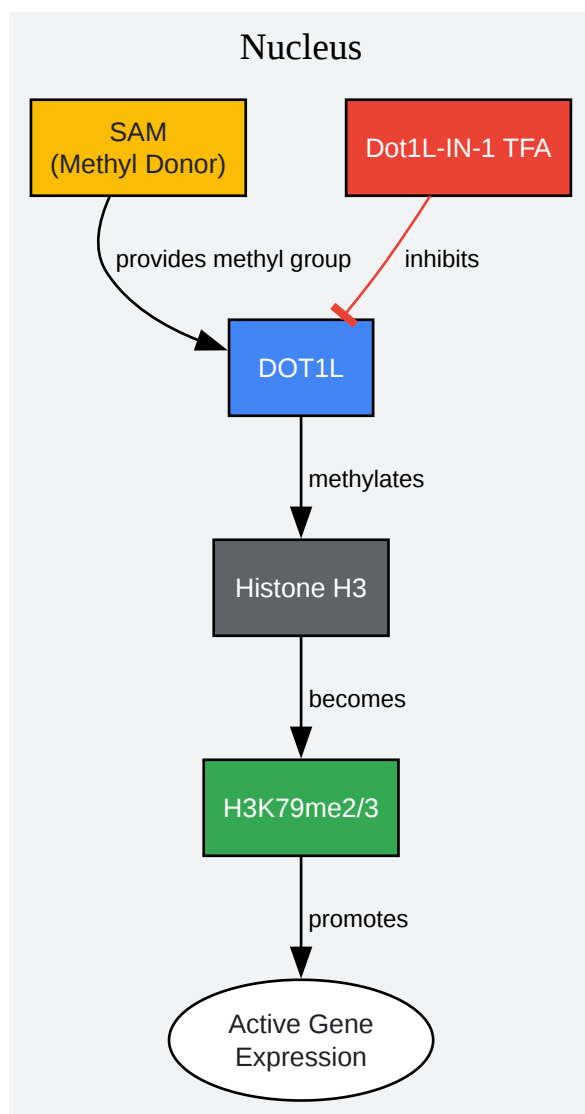 Nucleus
SAM
(Methyl Donor)
Dot1L-IN-1 TFA
provides methyl group
inhibits
DOT1L
methylates
Histone H3
becomes
H3K79me2/3
promotes
Active Gene
Expression